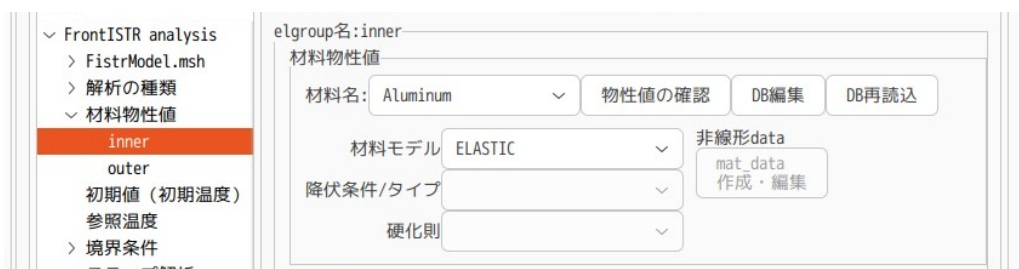 FrontISTR analysis
FistrModel.msh
解析の種類
材料物性値
inner
outer
初期値（初期温度）
参照温度
境界条件
elgroup名:inner
材料物性値
材料名: Aluminum 物性値の確認 DB編集 DB再読込
材料モデル ELASTIC
非線形data
mat_data
作成・編集
降伏条件/タイプ
硬化則